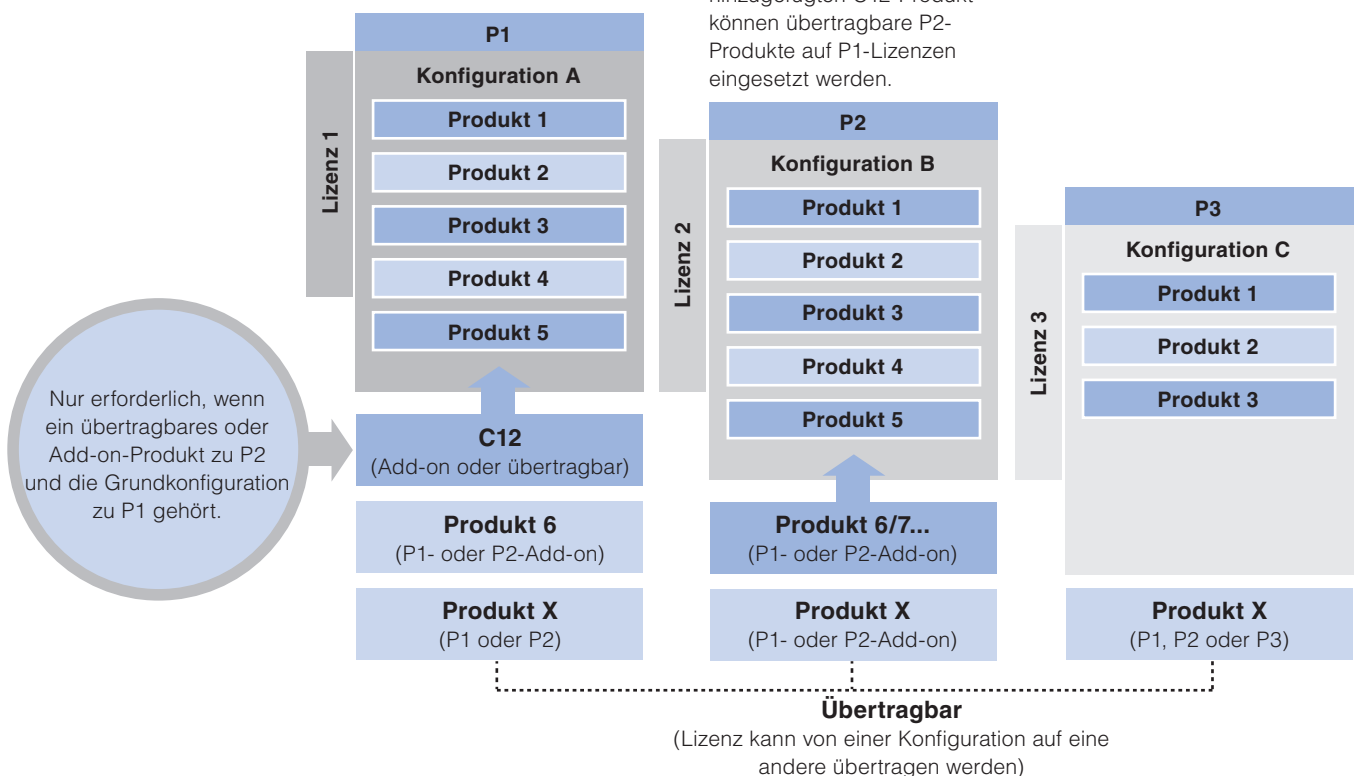 hinzugefügten C12-Produkt
können übertragbare P2-
Produkte auf P1-Lizenzen
eingesetzt werden.
P1
Konfiguration A
Lizenz 1
Produkt 1
Produkt 2
Produkt 3
Produkt 4
Produkt 5
P2
Konfiguration B
Lizenz 2
Produkt 1
Produkt 2
Produkt 3
Produkt 4
Produkt 5
P3
Konfiguration C
Lizenz 3
Produkt 1
Produkt 2
Produkt 3
Nur erforderlich, wenn
ein übertragbares oder
Add-on-Produkt zu P2
und die Grundkonfiguration
zu P1 gehört.
C12
(Add-on oder übertragbar)
Produkt 6
(P1- oder P2-Add-on)
Produkt X
(P1 oder P2)
Produkt 6/7...
(P1- oder P2-Add-on)
Produkt X
(P1- oder P2-Add-on)
Produkt X
(P1, P2 oder P3)
Übertragbar
(Lizenz kann von einer Konfiguration auf eine
andere übertragen werden)